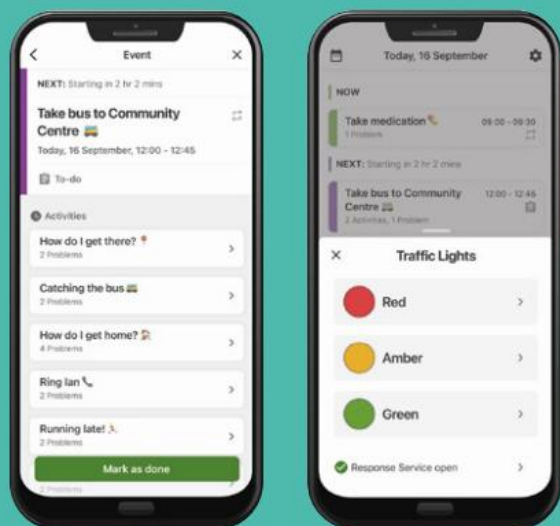 Event
NEXT: Starting in 2 hr 2 mins
Take bus to Community
Centre 🚌
Today, 16 September, 12:00 - 12:45
To-do
Activities
How do I get there? 📍
2 Problems
Catching the bus 🚌
2 Problems
How do I get home? 🏠
4 Problems
Ring Ian 📞
2 Problems
Running late! 🏃
2 Problems
Mark as done
2 Problems
Today, 16 September
NOW
Take medication 💊
09:00 - 09:30
1 Problem
NEXT: Starting in 2 hr 2 mins
Take bus to Community
Centre 🚌
12:00 - 12:45
2 Activities, 1 Problem
Traffic Lights
Red
Amber
Green
Response Service open